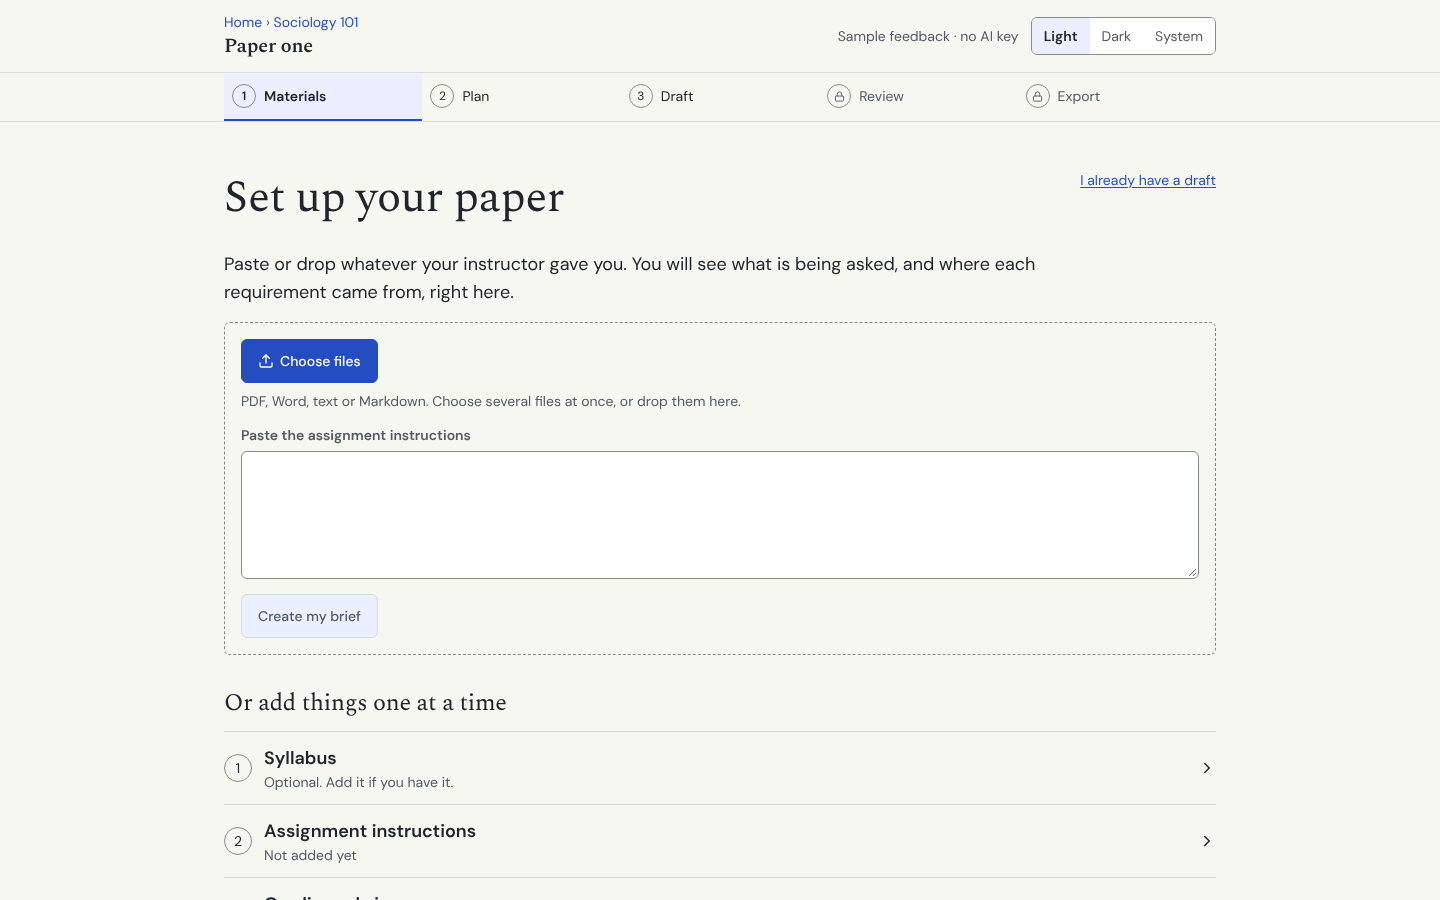 Home › Sociology 101
Paper one
Sample feedback · no AI key
Light
Dark
System
1 Materials
2 Plan
3 Draft
Review
Export
Set up your paper
I already have a draft
Paste or drop whatever your instructor gave you. You will see what is being asked, and where each
requirement came from, right here.
Choose files
PDF, Word, text or Markdown. Choose several files at once, or drop them here.
Paste the assignment instructions
Create my brief
Or add things one at a time
1 Syllabus
Optional. Add it if you have it.
2 Assignment instructions
Not added yet